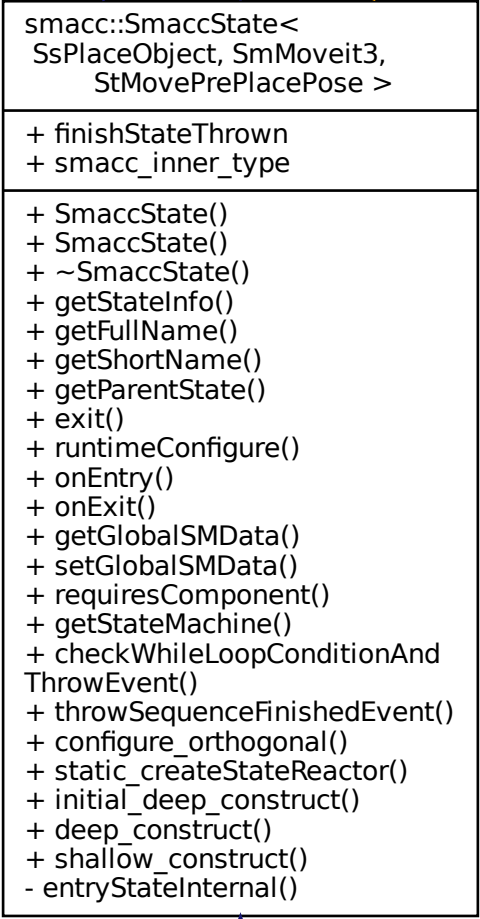 smacc::SmaccState<
SsPlaceObject, SmMoveit3,
StMovePrePlacePose >
+ finishStateThrown
+ smacc_inner_type
+ SmaccState()
+ SmaccState()
+ ~SmaccState()
+ getStateInfo()
+ getFullName()
+ getShortName()
+ getParentState()
+ exit()
+ runtimeConfigure()
+ onEntry()
+ onExit()
+ getGlobalSMData()
+ setGlobalSMData()
+ requiresComponent()
+ getStateMachine()
+ checkWhileLoopConditionAnd
ThrowEvent()
+ throwSequenceFinishedEvent()
+ configure_orthogonal()
+ static_createStateReactor()
+ initial_deep_construct()
+ deep_construct()
+ shallow_construct()
- entryStateInternal()